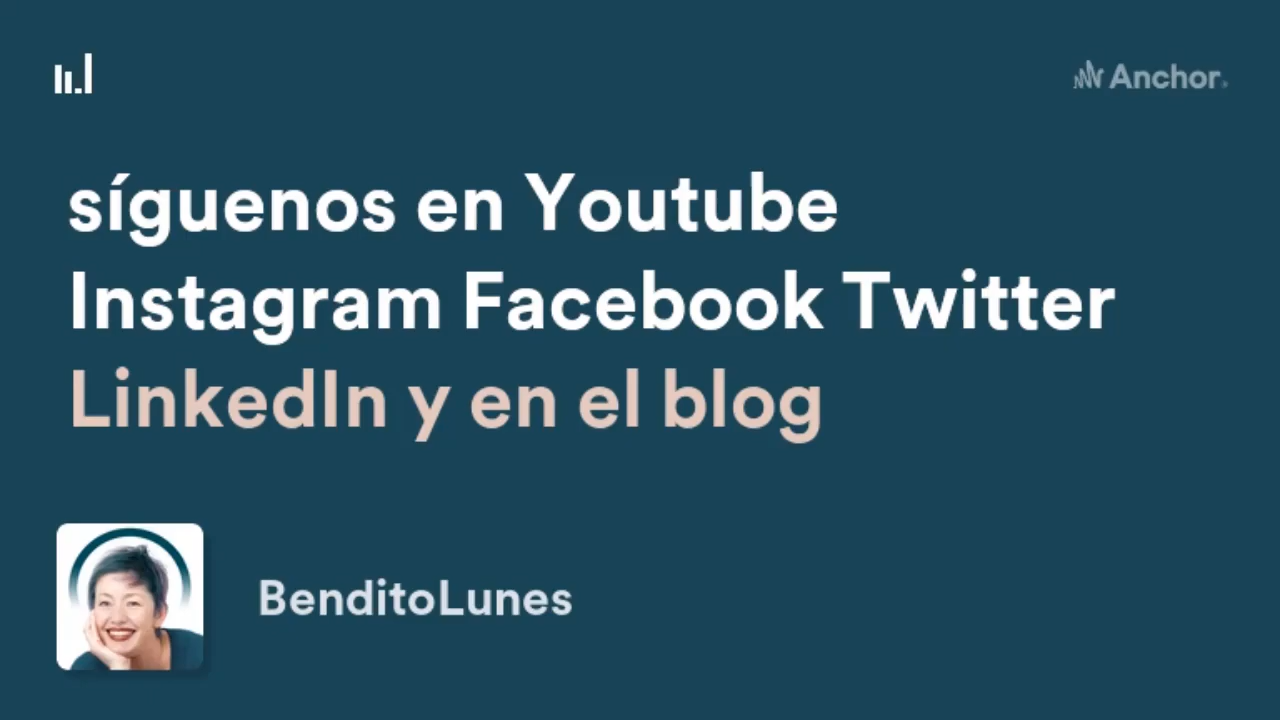 Anchor
síguenos en Youtube
Instagram Facebook Twitter
LinkedIn y en el blog
BenditoLunes